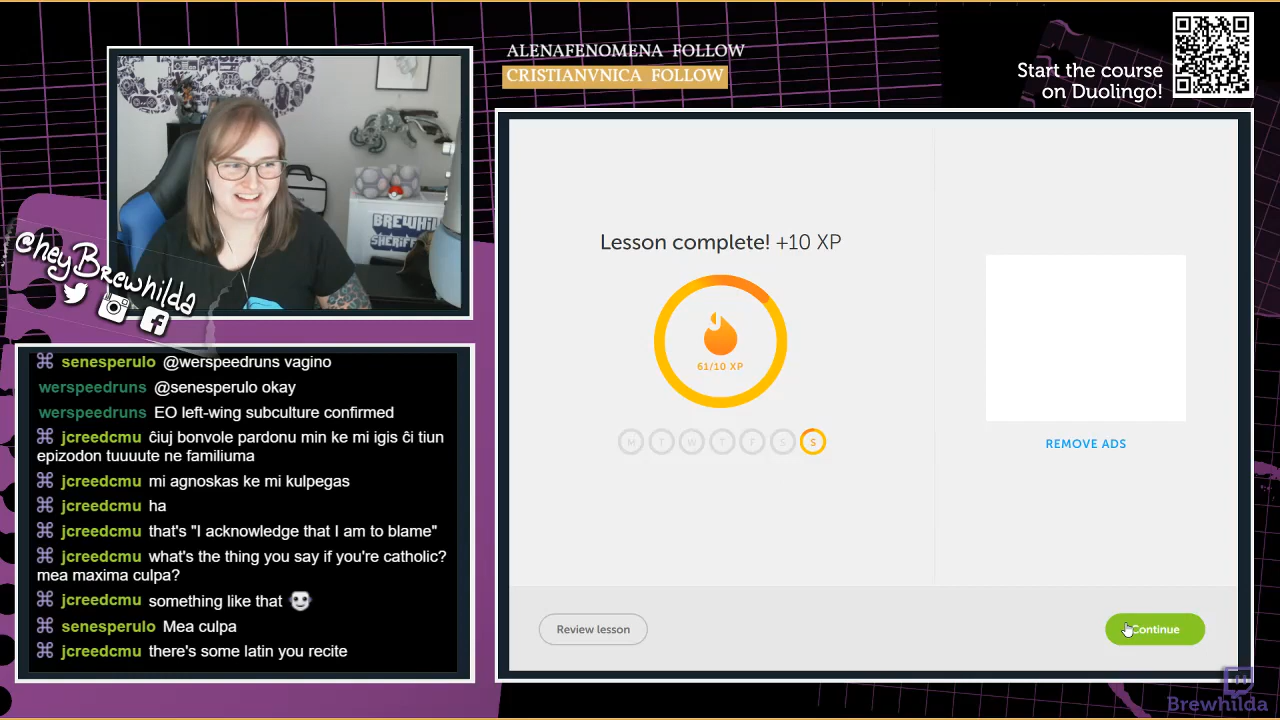 ALENAFENOMENA FOLLOW
CRISTIANVNICA FOLLOW
Start the course
on Duolingo!
BREWHIL
SHERIFF
@heyBrewhilda
Lesson complete! +10 XP
61/10 XP
M T W T F S S
REMOVE ADS
senesperulo @werspeedruns vagino
werspeedruns @senesperulo okay
werspeedruns EO left-wing subculture confirmed
jcreedcmu ĉiuj bonvole pardonu min ke mi igis ĉi tiun
epizodon tuuuute ne familiuma
jcreedcmu mi agnoskas ke mi kulpegas
jcreedcmu ha
jcreedcmu that's "I acknowledge that I am to blame"
jcreedcmu what's the thing you say if you're catholic?
mea maxima culpa?
jcreedcmu something like that
senesperulo Mea culpa
jcreedcmu there's some latin you recite
Review lesson
Continue
Brewhilda